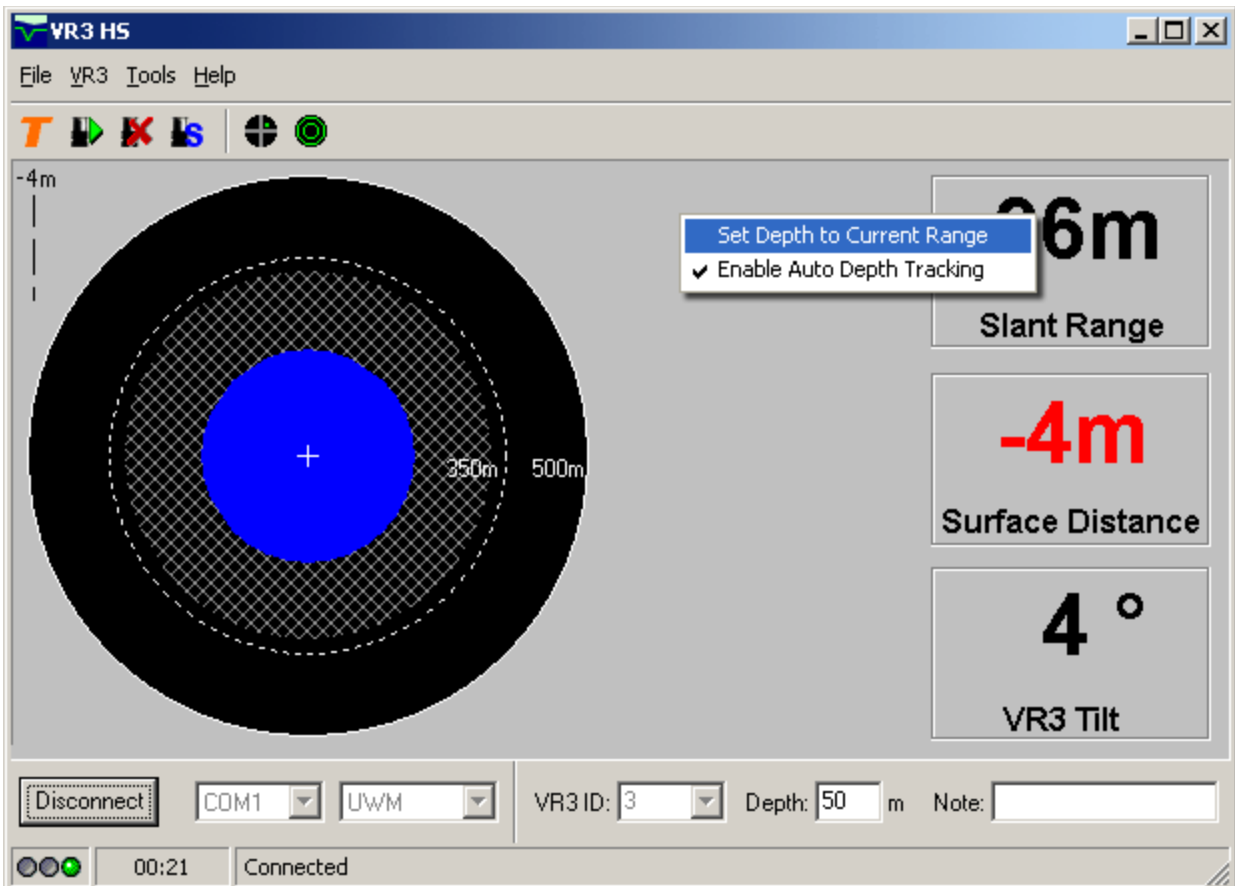 VR3 HS
File VR3 Tools Help
-4m
Set Depth to Current Range
Enable Auto Depth Tracking
6m
Slant Range
350m
500m
-4m
Surface Distance
4 °
VR3 Tilt
Disconnect
COM1
UWM
VR3 ID: 3
Depth: 50 m
Note:
00:21
Connected